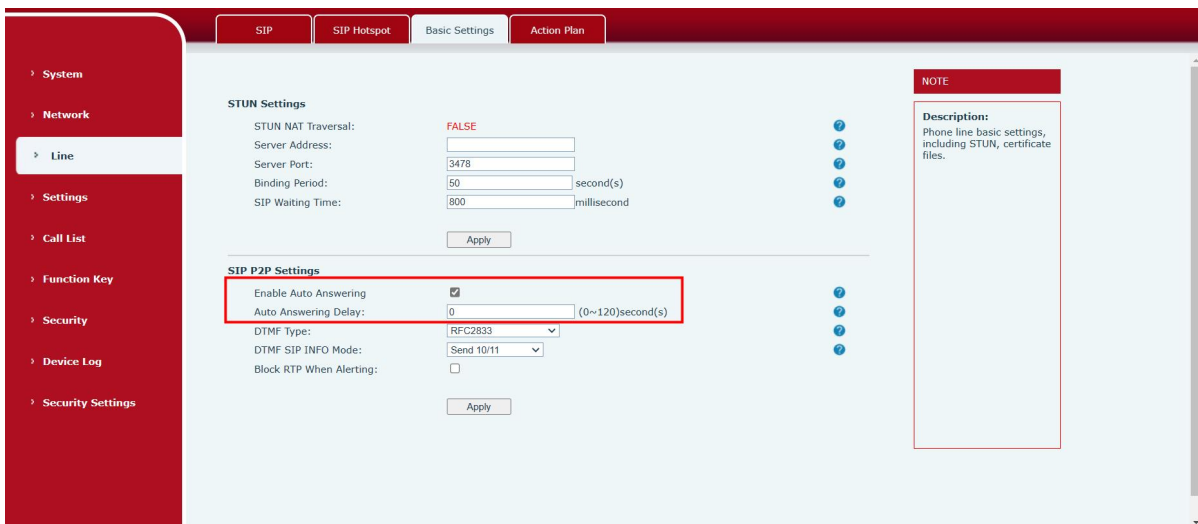 SIP
SIP Hotspot
Basic Settings
Action Plan
› System
› Network
› Line
› Settings
› Call List
› Function Key
› Security
› Device Log
› Security Settings
STUN Settings
STUN NAT Traversal: FALSE
Server Address:
Server Port: 3478
Binding Period: 50 second(s)
SIP Waiting Time: 800 millisecond
Apply
SIP P2P Settings
Enable Auto Answering
Auto Answering Delay: 0 (0~120)second(s)
DTMF Type: RFC2833
DTMF SIP INFO Mode: Send 10/11
Block RTP When Alerting:
Apply
NOTE
Description:
Phone line basic settings,
including STUN, certificate
files.